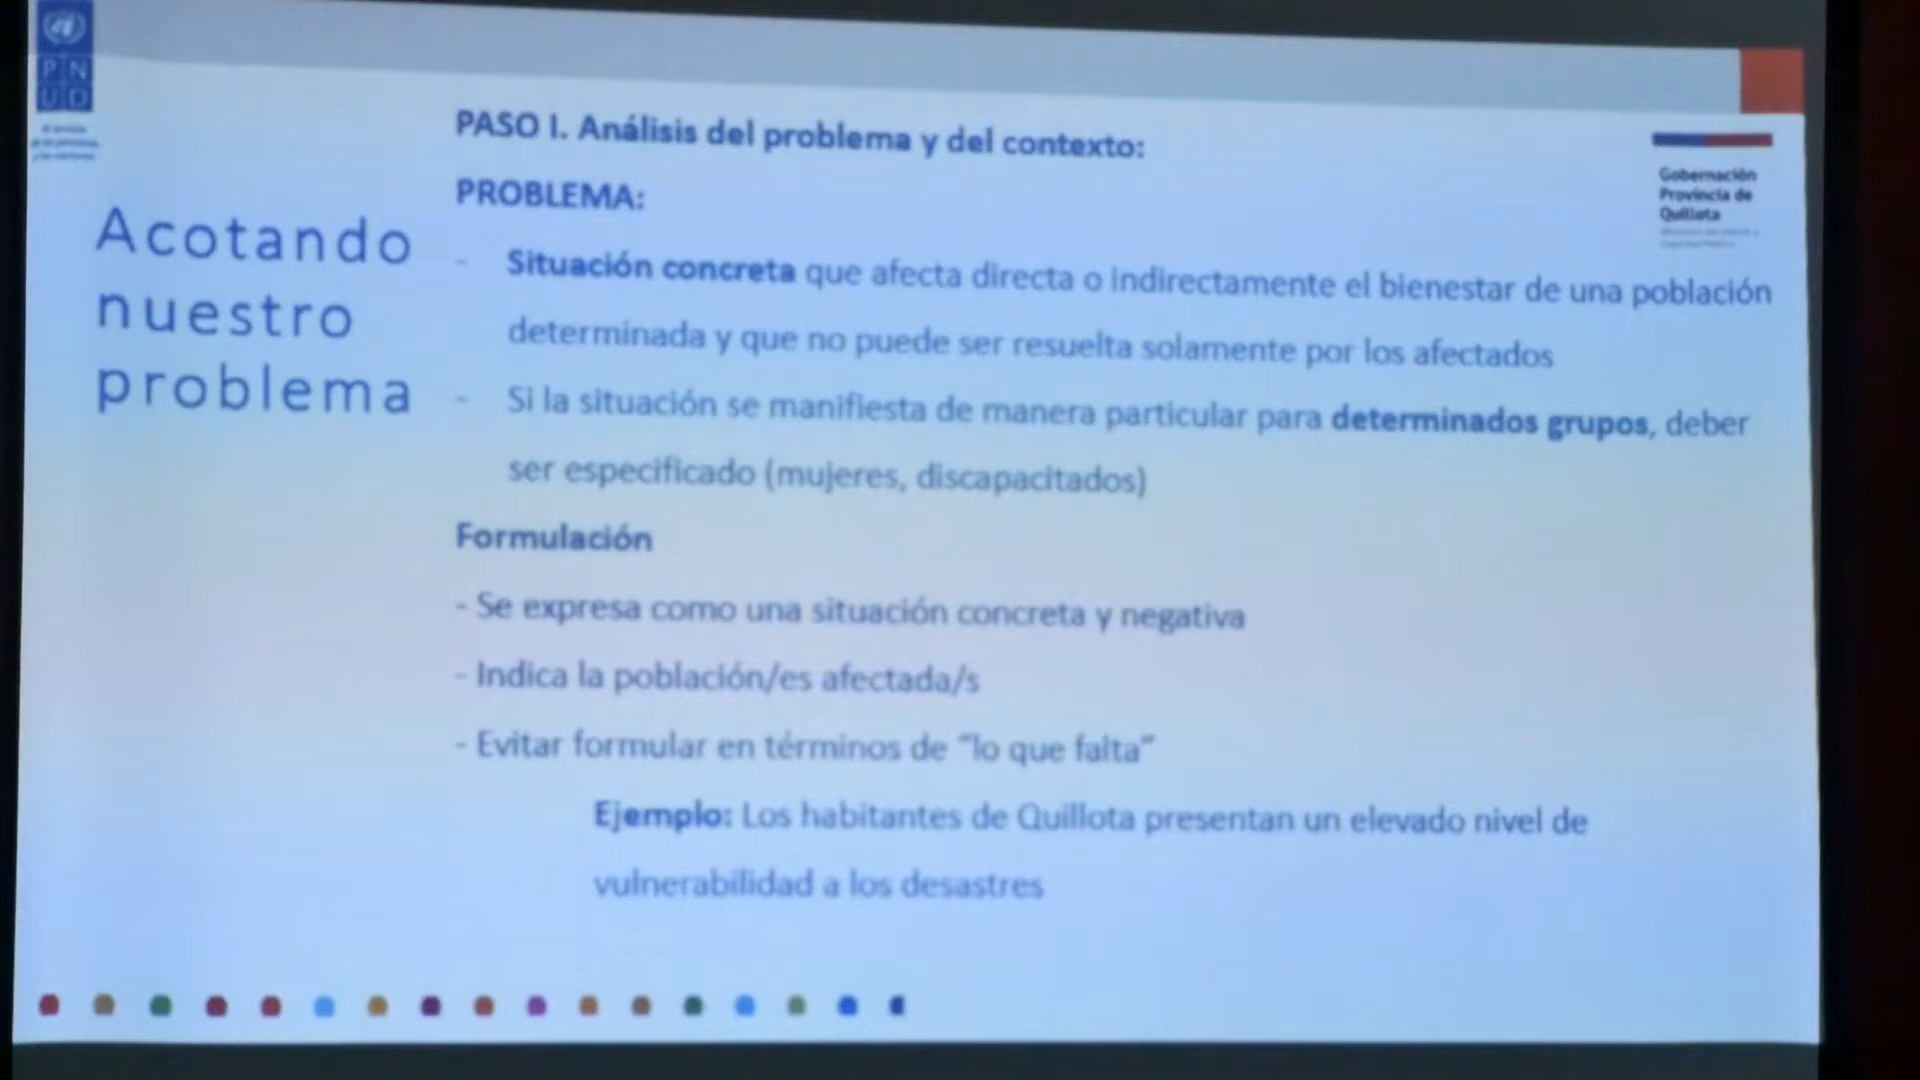 P N
U D
Acotando
nuestro
problema
PASO I. Análisis del problema y del contexto:
PROBLEMA:
- Situación concreta que afecta directa o indirectamente el bienestar de una población
determinada y que no puede ser resuelta solamente por los afectados
- Si la situación se manifiesta de manera particular para determinados grupos, deber
ser especificado (mujeres, discapacitados)
Formulación
- Se expresa como una situación concreta y negativa
- Indica la población/es afectada/s
- Evitar formular en términos de "lo que falta"
Ejemplo: Los habitantes de Quillota presentan un elevado nivel de
vulnerabilidad a los desastres
Gobernación
Provincia de
Quillota